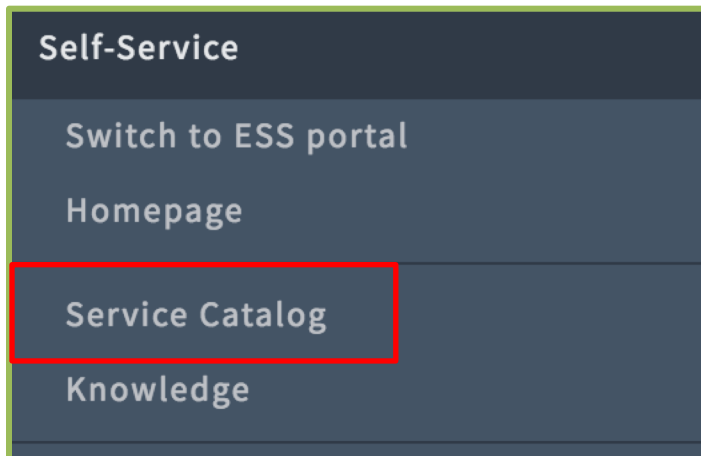 Self-Service
Switch to ESS portal
Homepage
Service Catalog
Knowledge